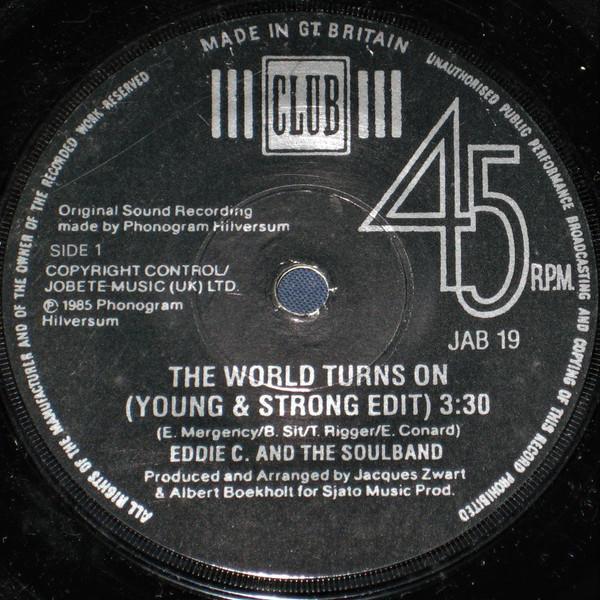 MADE IN GT. BRITAIN
UNAUTHORISED PUBLIC PERFORMANCE BROADCASTING AND COPYING OF THIS RECORD PROHIBITED
ALL RIGHTS OF THE MANUFACTURER AND OF THE OWNER OF THE RECORDED WORK RESERVED
CLUB
45 R.P.M.
Original Sound Recording
made by Phonogram Hilversum
SIDE 1
COPYRIGHT CONTROL/
JOBETE-MUSIC (UK) LTD.
℗ 1985 Phonogram
Hilversum
JAB 19
THE WORLD TURNS ON
(YOUNG & STRONG EDIT) 3:30
(E. Mergency/B. Sit/T. Rigger/E. Conard)
EDDIE C. AND THE SOULBAND
Produced and Arranged by Jacques Zwart
& Albert Boekholt for Sjato Music Prod.